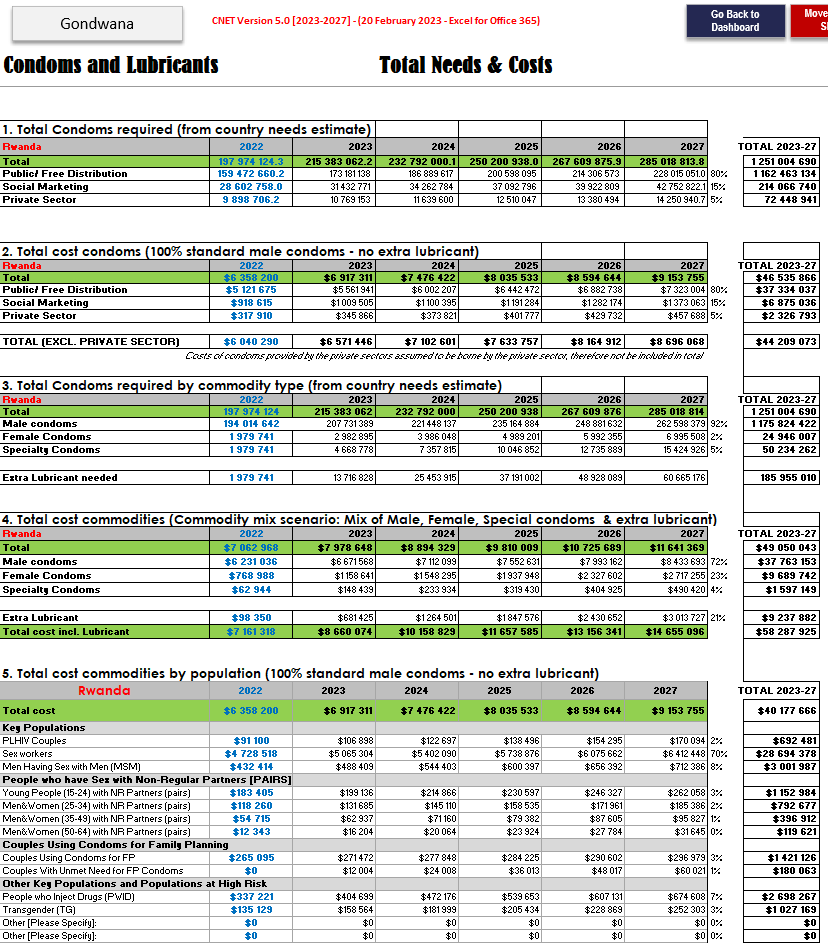 Gondwana
CNET Version 5.0 [2023-2027] - (20 February 2023 - Excel for Office 365)
Go Back to Dashboard
Move
Condoms and Lubricants Total Needs & Costs
1. Total Condoms required (from country needs estimate)
Rwanda 2022 2023 2024 2025 2026 2027 TOTAL 2023-27
Total 197 974 124.3 215 383 062.2 232 792 000.1 250 200 938.0 267 609 875.9 285 018 813.8 1 251 004 690
Public/ Free Distribution 159 472 660.2 173 181 138 186 889 617 200 598 095 214 306 573 228 015 051.0 80% 1 162 463 134
Social Marketing 28 602 758.0 31 432 771 34 262 784 37 092 796 39 922 809 42 752 822.1 15% 214 066 740
Private Sector 9 898 706.2 10 769 153 11 639 600 12 510 047 13 380 494 14 250 940.7 5% 72 448 941
2. Total cost condoms (100% standard male condoms - no extra lubricant)
Rwanda 2022 2023 2024 2025 2026 2027 TOTAL 2023-27
Total $6 358 200 $6 917 311 $7 476 422 $8 035 533 $8 594 644 $9 153 755 $46 535 866
Public/ Free Distribution $5 121 675 $5 561 941 $6 002 207 $6 442 472 $6 882 738 $7 323 004 80% $37 334 037
Social Marketing $918 615 $1 009 505 $1 100 395 $1 191 284 $1 282 174 $1 373 063 15% $6 875 036
Private Sector $317 910 $345 866 $373 821 $401 777 $429 732 $457 688 5% $2 326 793
TOTAL (EXCL. PRIVATE SECTOR) $6 040 290 $6 571 446 $7 102 601 $7 633 757 $8 164 912 $8 696 068 $44 209 073
Costs of condoms provided by the private sectors assumed to be borne by the private sector, therefore not be included in total
3. Total Condoms required by commodity type (from country needs estimate)
Rwanda 2022 2023 2024 2025 2026 2027 TOTAL 2023-27
Total 197 974 124 215 383 062 232 792 000 250 200 938 267 609 876 285 018 814 1 251 004 690
Male condoms 194 014 642 207 731 389 221 448 137 235 164 884 248 881 632 262 598 379 92% 1 175 824 422
Female Condoms 1 979 741 2 982 895 3 986 048 4 989 201 5 992 355 6 995 508 2% 24 946 007
Specialty Condoms 1 979 741 4 668 778 7 357 815 10 046 852 12 735 889 15 424 926 5% 50 234 262
Extra Lubricant needed 1 979 741 13 716 828 25 453 915 37 191 002 48 928 089 60 665 176 185 955 010
4. Total cost commodities (Commodity mix scenario: Mix of Male, Female, Special condoms & extra lubricant)
Rwanda 2022 2023 2024 2025 2026 2027 TOTAL 2023-27
Total $7 062 968 $7 978 648 $8 894 329 $9 810 009 $10 725 689 $11 641 369 $49 050 043
Male condoms $6 231 036 $6 671 568 $7 112 099 $7 552 631 $7 993 162 $8 433 693 72% $37 763 153
Female Condoms $768 988 $1 158 641 $1 548 295 $1 937 948 $2 327 602 $2 717 255 23% $9 689 742
Specialty Condoms $62 944 $148 439 $233 934 $319 430 $404 925 $490 420 4% $1 597 149
Extra Lubricant $98 350 $681 425 $1 264 501 $1 847 576 $2 430 652 $3 013 727 21% $9 237 882
Total cost incl. Lubricant $7 161 318 $8 660 074 $10 158 829 $11 657 585 $13 156 341 $14 655 096 $58 287 925
5. Total cost commodities by population (100% standard male condoms - no extra lubricant)
Rwanda 2022 2023 2024 2025 2026 2027 TOTAL 2023-27
Total cost $6 358 200 $6 917 311 $7 476 422 $8 035 533 $8 594 644 $9 153 755 $40 177 666
Key Populations
PLHIV Couples $91 100 $106 898 $122 697 $138 496 $154 295 $170 094 2% $692 481
Sex workers $4 728 518 $5 065 304 $5 402 090 $5 738 876 $6 075 662 $6 412 448 70% $28 694 378
Men Having Sex with Men (MSM) $432 414 $488 409 $544 403 $600 397 $656 392 $712 386 8% $3 001 987
People who have Sex with Non-Regular Partners [PAIRS]
Young People (15-24) with NR Partners (pairs) $183 405 $199 136 $214 866 $230 597 $246 327 $262 058 3% $1 152 984
Men&Women (25-34) with NR Partners (pairs) $118 260 $131 685 $145 110 $158 535 $171 961 $185 386 2% $792 677
Men&Women (35-49) with NR Partners (pairs) $54 715 $62 937 $71 160 $79 382 $87 605 $95 827 1% $396 912
Men&Women (50-64) with NR Partners (pairs) $12 343 $16 204 $20 064 $23 924 $27 784 $31 645 0% $119 621
Couples Using Condoms for Family Planning
Couples Using Condoms for FP $265 095 $271 472 $277 848 $284 225 $290 602 $296 979 3% $1 421 126
Couples With Unmet Need for FP Condoms $0 $12 004 $24 008 $36 013 $48 017 $60 021 1% $180 063
Other Key Populations and Populations at High Risk
People who Inject Drugs (PWID) $337 221 $404 699 $472 176 $539 653 $607 131 $674 608 7% $2 698 267
Transgender (TG) $135 129 $158 564 $181 999 $205 434 $228 869 $252 303 3% $1 027 169
Other [Please Specify]: $0 $0 $0 $0 $0 $0 0% $0
Other [Please Specify]: $0 $0 $0 $0 $0 $0 0% $0